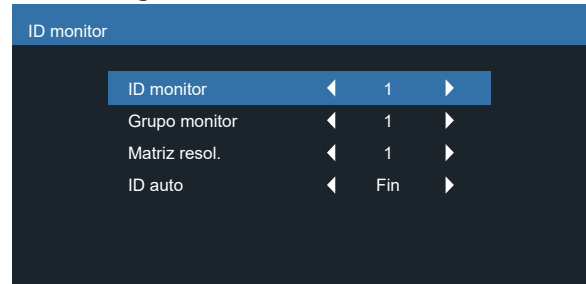 ID monitor
ID monitor 1
Grupo monitor 1
Matriz resol. 1
ID auto Fin